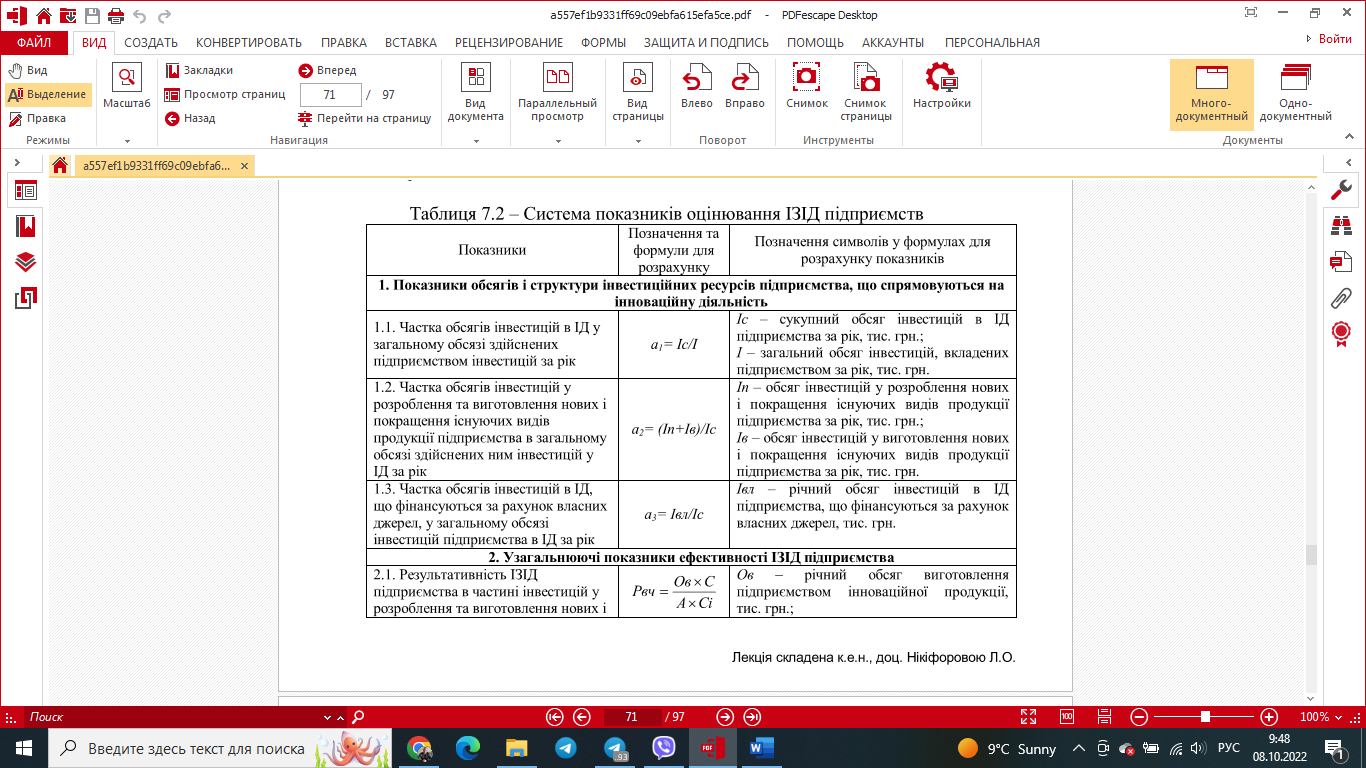 a557ef1b9331ff69c09ebfa615efa5ce.pdf - PDFescape Desktop
ФАЙЛ ВИД СОЗДАТЬ КОНВЕРТИРОВАТЬ ПРАВКА ВСТАВКА РЕЦЕНЗИРОВАНИЕ ФОРМЫ ЗАЩИТА И ПОДПИСЬ ПОМОЩЬ АККАУНТЫ ПЕРСОНАЛЬНАЯ Войти
Вид
Выделение
Правка
Режимы
Масштаб
Закладки
Просмотр страниц
Назад
Вперед
71 / 97
Перейти на страницу
Навигация
Вид
документа
Параллельный
просмотр
Вид
страницы
Влево
Вправо
Поворот
Снимок
Снимок
страницы
Инструменты
Настройки
Много-
документный
Одно-
документный
Документы
a557ef1b9331ff69c09ebfa6...
Таблиця 7.2 – Система показників оцінювання ІЗІД підприємств
Показники
Позначення та
формули для
розрахунку
Позначення символів у формулах для
розрахунку показників
1. Показники обсягів і структури інвестиційних ресурсів підприємства, що спрямовуються на
інноваційну діяльність
1.1. Частка обсягів інвестицій в ІД у
загальному обсязі здійснених
підприємством інвестицій за рік
a1= Іс/І
Іс – сукупний обсяг інвестицій в ІД
підприємства за рік, тис. грн.;
І – загальний обсяг інвестицій, вкладених
підприємством за рік, тис. грн.
1.2. Частка обсягів інвестицій у
розроблення та виготовлення нових і
покращення існуючих видів
продукції підприємства в загальному
обсязі здійснених ним інвестицій у
ІД за рік
a2= (Іп+Ів)/Іс
Іп – обсяг інвестицій у розроблення нових
і покращення існуючих видів продукції
підприємства за рік, тис. грн.;
Ів – обсяг інвестицій у виготовлення нових
і покращення існуючих видів продукції
підприємства за рік, тис. грн.
1.3. Частка обсягів інвестицій в ІД,
що фінансуються за рахунок власних
джерел, у загальному обсязі
інвестицій підприємства в ІД за рік
a3= Івл/Іс
Івл – річний обсяг інвестицій в ІД
підприємства, що фінансуються за рахунок
власних джерел, тис. грн.
2. Узагальнюючі показники ефективності ІЗІД підприємства
2.1. Результативність ІЗІД
підприємства в частині інвестицій у
розроблення та виготовлення нових і
Рвч = Ов × С
А × Сі
Ов – річний обсяг виготовлення
підприємством інноваційної продукції,
тис. грн.;
Лекція складена к.е.н., доц. Нікіфоровою Л.О.
Поиск
71 / 97
100
100%
Введите здесь текст для поиска
.93
PDF
9°C Sunny
РУС
9:48
08.10.2022
1